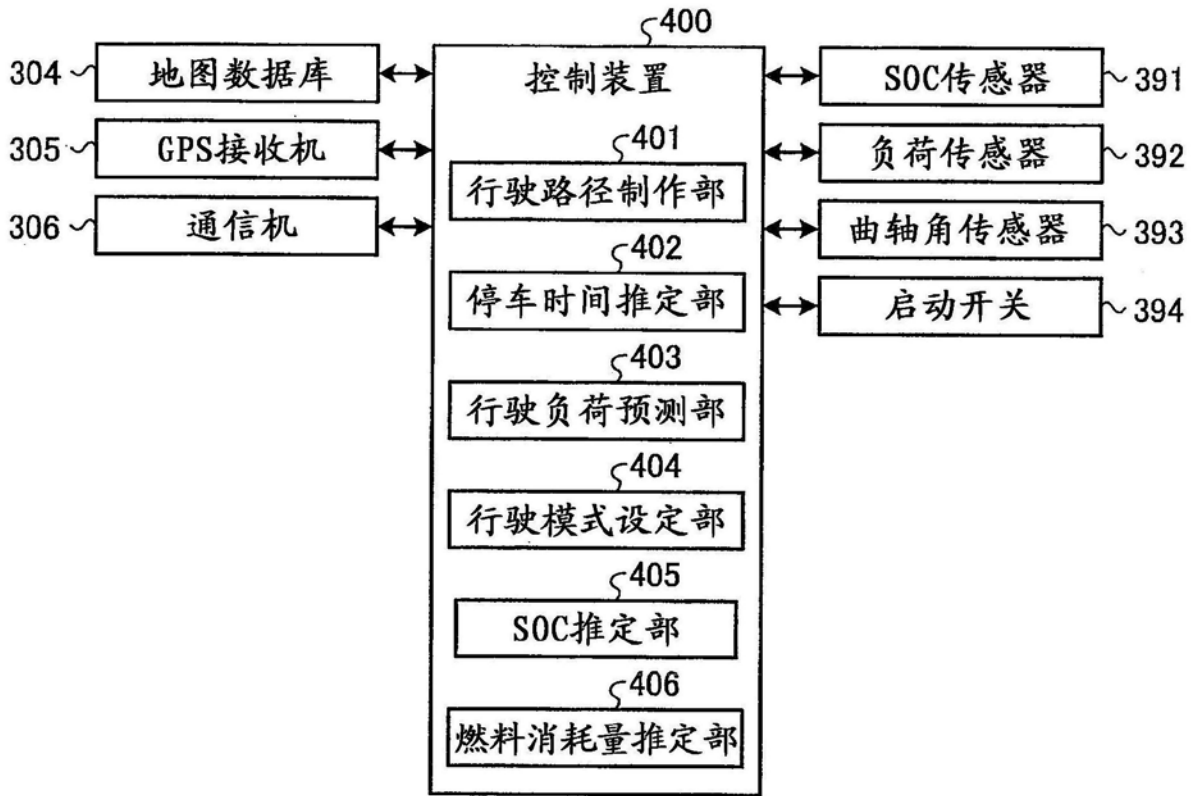 400
控制装置
304 地图数据库
305 GPS接收机
306 通信机
401
行驶路径制作部
402
停车时间推定部
403
行驶负荷预测部
404
行驶模式设定部
405
SOC推定部
406
燃料消耗量推定部
SOC传感器 391
负荷传感器 392
曲轴角传感器 393
启动开关 394